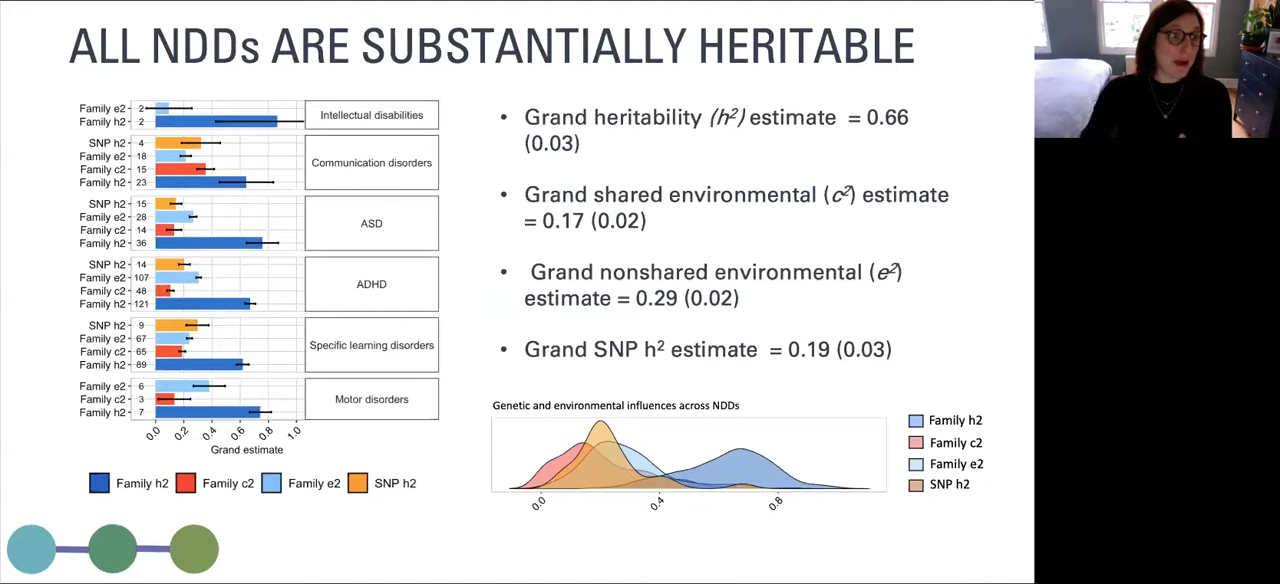 ALL NDDs ARE SUBSTANTIALLY HERITABLE
Family e2 2
Family h2 2
Intellectual disabilities
SNP h2 4
Family e2 18
Family c2 15
Family h2 23
Communication disorders
SNP h2 15
Family e2 28
Family c2 14
Family h2 36
ASD
SNP h2 14
Family e2 107
Family c2 48
Family h2 121
ADHD
SNP h2 9
Family e2 67
Family c2 65
Family h2 89
Specific learning disorders
Family e2 6
Family c2 3
Family h2 7
Motor disorders
0.0 0.2 0.4 0.6 0.8 1.0
Grand estimate
Family h2 Family c2 Family e2 SNP h2
• Grand heritability (h²) estimate = 0.66
(0.03)
• Grand shared environmental (c²) estimate
= 0.17 (0.02)
• Grand nonshared environmental (e²)
estimate = 0.29 (0.02)
• Grand SNP h² estimate = 0.19 (0.03)
Genetic and environmental influences across NDDs
0.0 0.4 0.8
Family h2
Family c2
Family e2
SNP h2